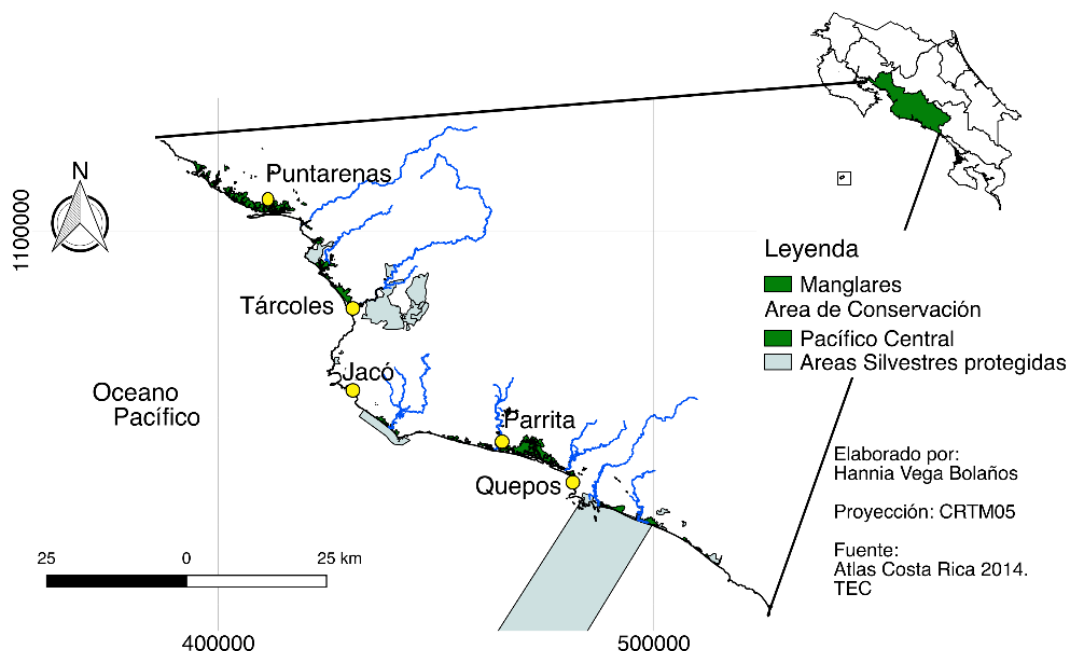 N
1100000
Puntarenas
Tárcoles
Jacó
Oceano
Pacífico
Parrita
Quepos
Leyenda
Manglares
Area de Conservación
Pacífico Central
Areas Silvestres protegidas
Elaborado por:
Hannia Vega Bolaños
Proyección: CRTM05
Fuente:
Atlas Costa Rica 2014.
TEC
25 0 25 km
400000 500000